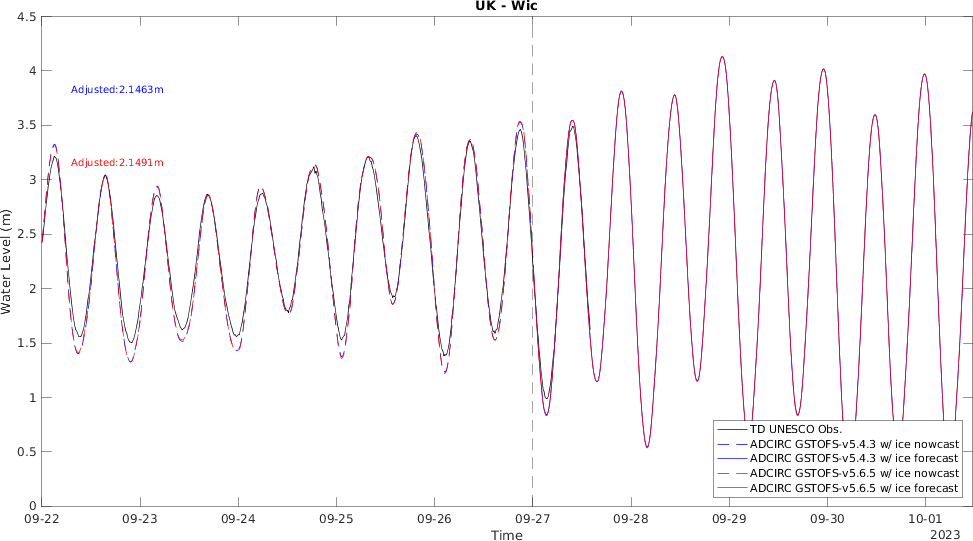 UK - Wic
4.5
4
3.5
3
2.5
2
1.5
1
0.5
0
Water Level (m)
Adjusted:2.1463m
Adjusted:2.1491m
TD UNESCO Obs.
ADCIRC GSTOFS-v5.4.3 w/ ice nowcast
ADCIRC GSTOFS-v5.4.3 w/ ice forecast
ADCIRC GSTOFS-v5.6.5 w/ ice nowcast
ADCIRC GSTOFS-v5.6.5 w/ ice forecast
09-22 09-23 09-24 09-25 09-26 09-27 09-28 09-29 09-30 10-01
Time
2023